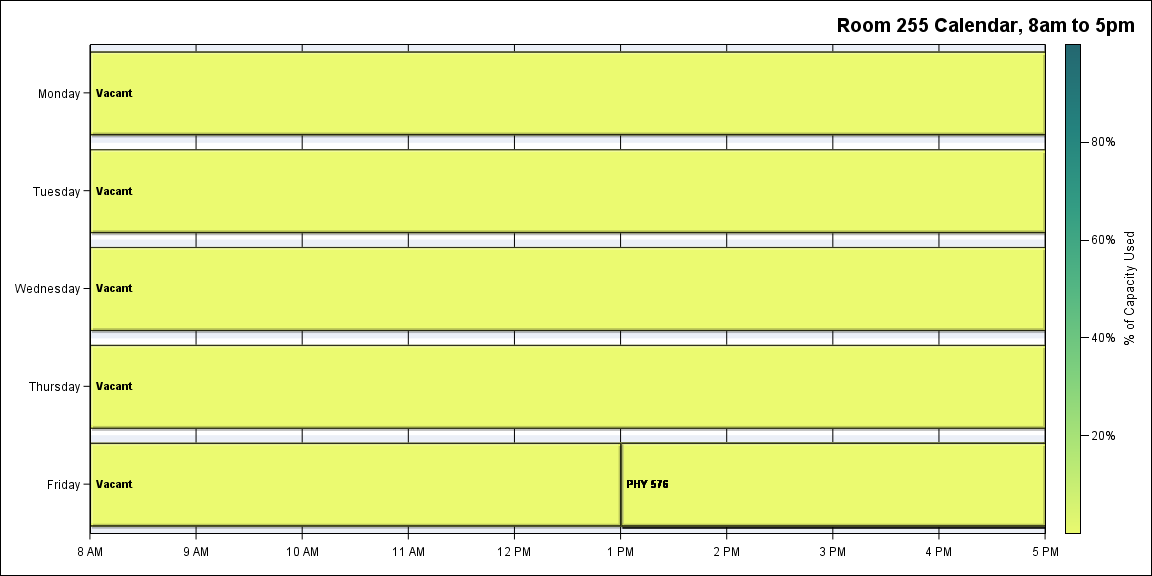 Room 255 Calendar, 8am to 5pm
Monday
Vacant
Tuesday
Vacant
Wednesday
Vacant
Thursday
Vacant
Friday
Vacant
PHY 576
8 AM 9 AM 10 AM 11 AM 12 PM 1 PM 2 PM 3 PM 4 PM 5 PM
80%
60%
40%
20%
% of Capacity Used